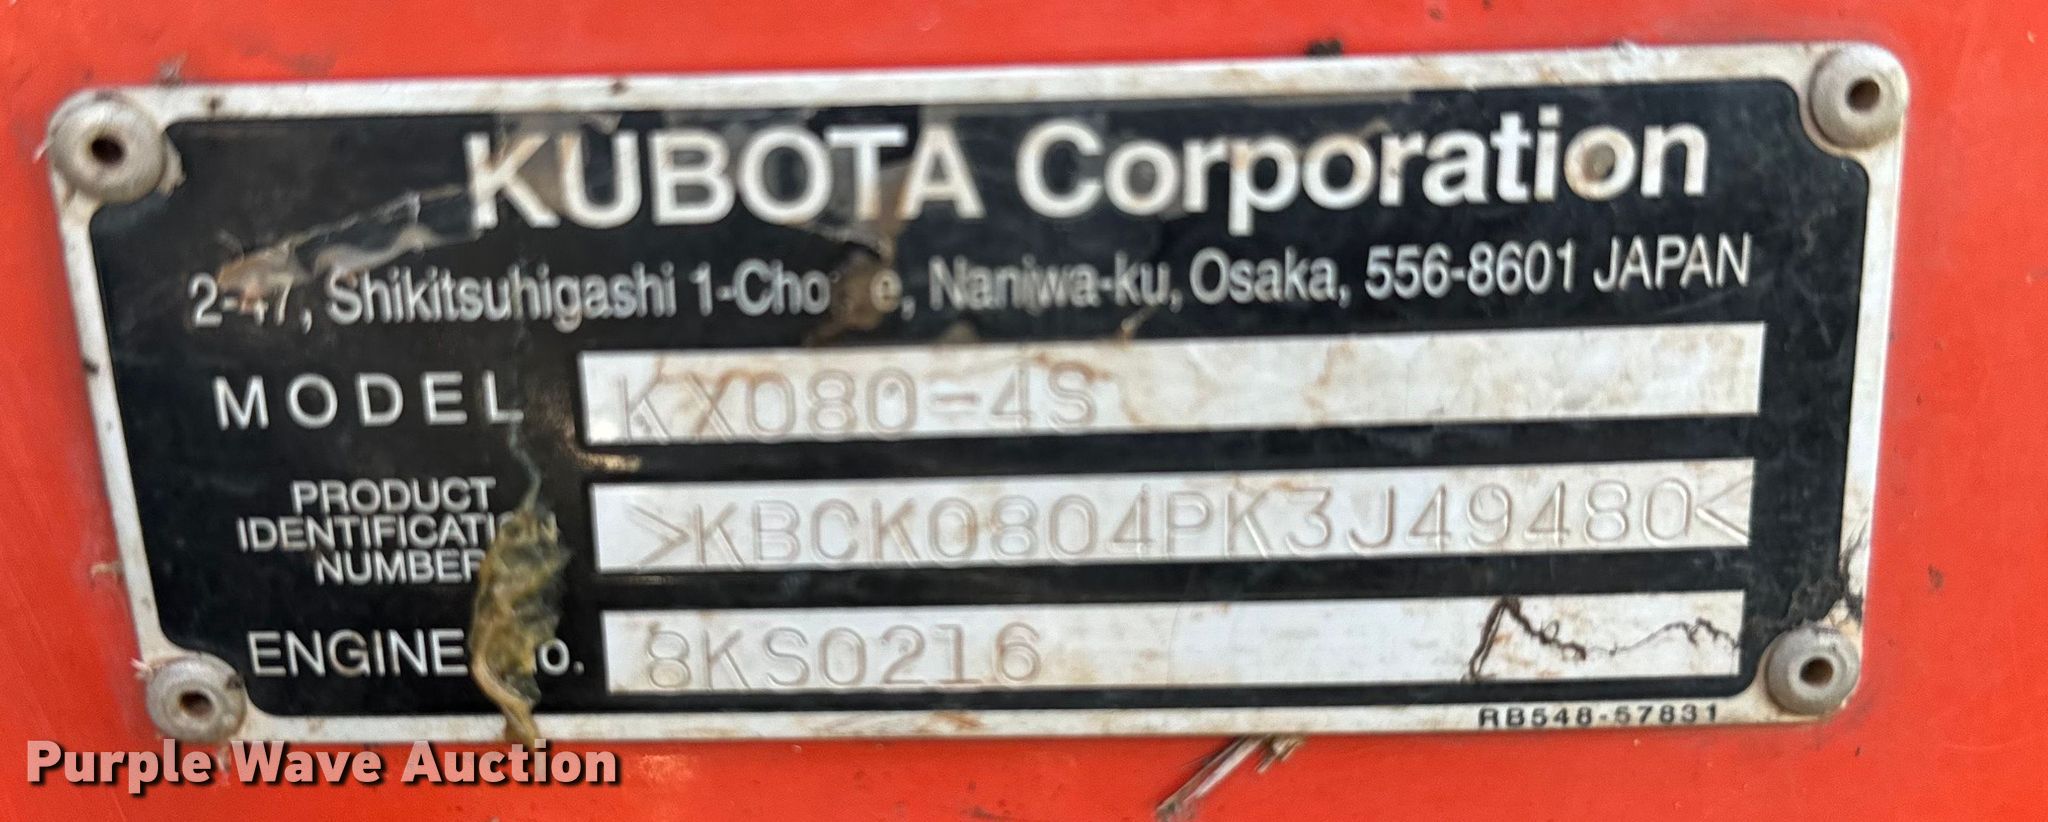 KUBOTA Corporation
2-47, Shikitsuhigashi 1-Cho e, Naniwa-ku, Osaka, 556-8601 JAPAN
MODEL KX080-4S
PRODUCT
IDENTIFICATION
NUMBER >KBCK0804PK3J49480<
ENGINE No. 8KS0216
RB548-57831
Purple Wave Auction